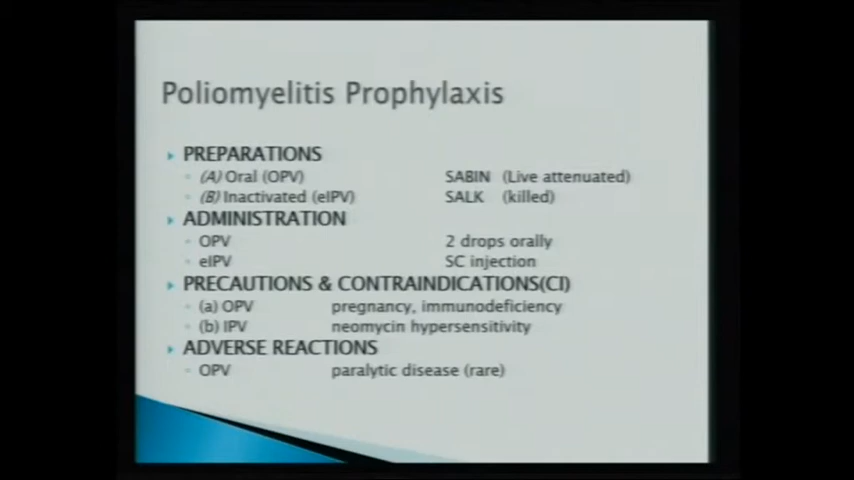 Poliomyelitis Prophylaxis
PREPARATIONS
(A) Oral (OPV) SABIN (Live attenuated)
(B) Inactivated (eIPV) SALK (killed)
ADMINISTRATION
OPV 2 drops orally
eIPV SC injection
PRECAUTIONS & CONTRAINDICATIONS(CI)
(a) OPV pregnancy, immunodeficiency
(b) IPV neomycin hypersensitivity
ADVERSE REACTIONS
OPV paralytic disease (rare)